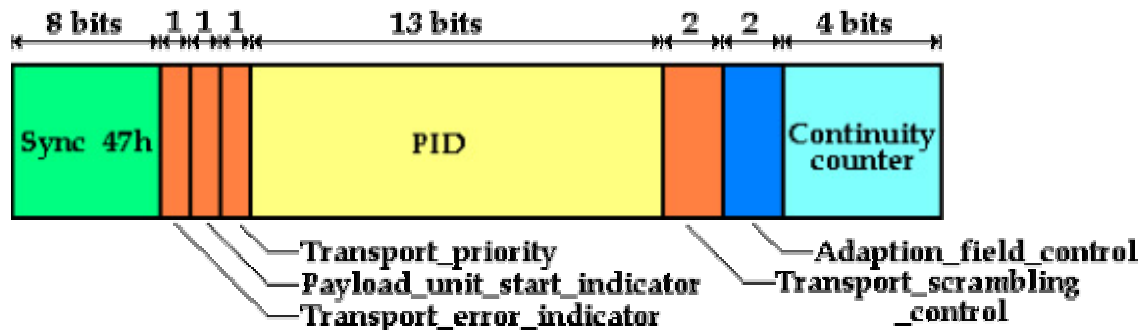 8 bits 1 1 1 13 bits 2 2 4 bits
Sync 47h
PID
Continuity
counter
Transport_priority
Payload_unit_start_indicator
Transport_error_indicator
Adaption_field_control
Transport_scrambling
_control